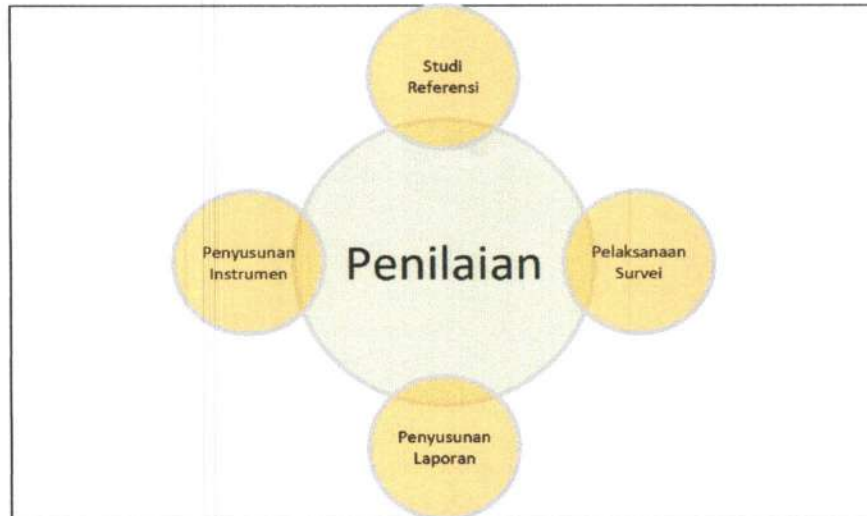 Studi
Referensi
Penyusunan
Instrumen
Penilaian
Pelaksanaan
Survei
Penyusunan
Laporan